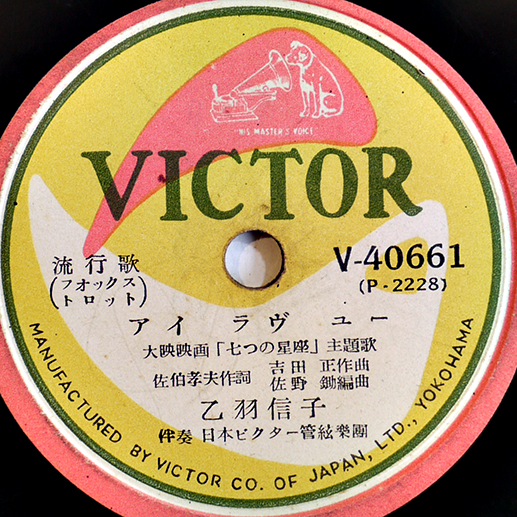 HIS MASTER'S VOICE
VICTOR
流行歌
(フォックス
トロット)
V-40661
(P-2228)
アイ ラヴ ユー
大映映画「七つの星座」主題歌
佐伯孝夫作詞 吉田 正作曲
佐野 鋤編曲
乙羽信子
伴奏 日本ビクター管絃樂團
MANUFACTURED BY VICTOR CO. OF JAPAN, LTD., YOKOHAMA